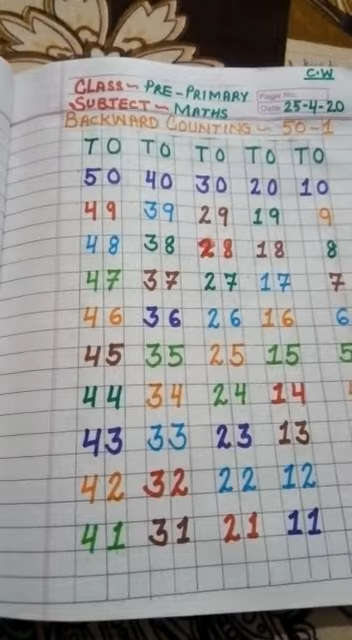 C.W
CLASS - PRE-PRIMARY
Page No.
SUBTECT - MATHS
Date 25-4-20
BACKWARD COUNTING - 50-1
T O T O T O T O T O
50 40 30 20 10
49 39 29 19 9
48 38 28 18 8
47 37 27 17 7
46 36 26 16 6
45 35 25 15 5
44 34 24 14
43 33 23 13
42 32 22 12
41 31 21 11